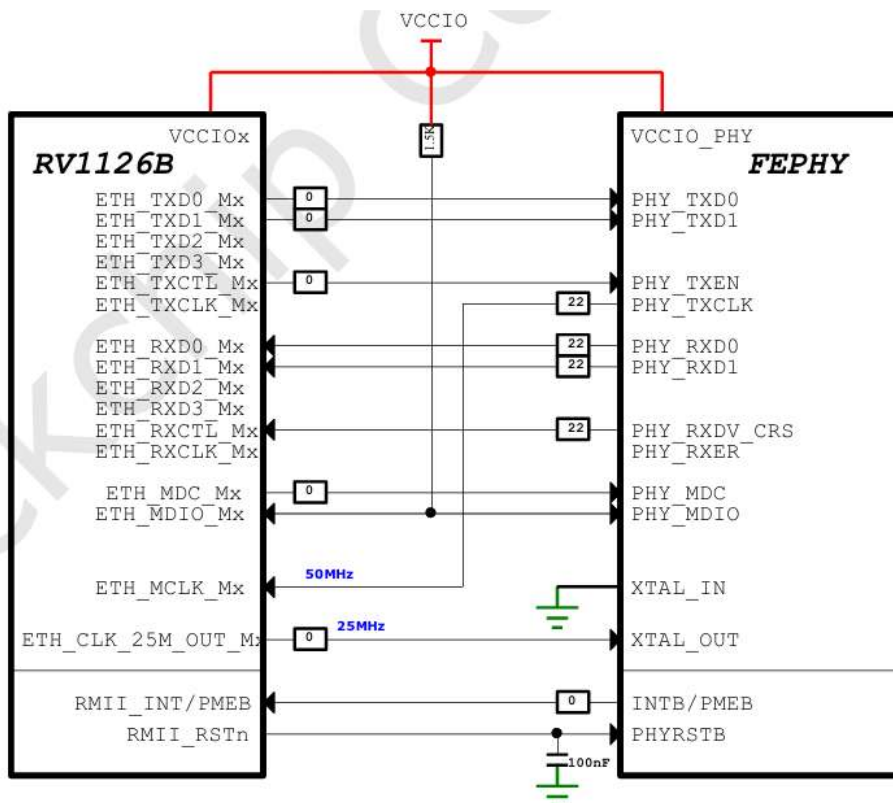 VCCIO
VCCIOx
RV1126B
ETH_TXD0_Mx
ETH_TXD1_Mx
ETH_TXD2_Mx
ETH_TXD3_Mx
ETH_TXCTL_Mx
ETH_TXCLK_Mx
ETH_RXD0_Mx
ETH_RXD1_Mx
ETH_RXD2_Mx
ETH_RXD3_Mx
ETH_RXCTL_Mx
ETH_RXCLK_Mx
ETH_MDC_Mx
ETH_MDIO_Mx
ETH_MCLK_Mx
ETH_CLK_25M_OUT_Mx
RMII_INT/PMEB
RMII_RSTn
1.5K
0
0
0
22
22
22
22
0
50MHz
0
25MHz
0
100nF
VCCIO_PHY
FEPHY
PHY_TXD0
PHY_TXD1
PHY_TXEN
PHY_TXCLK
PHY_RXD0
PHY_RXD1
PHY_RXDV_CRS
PHY_RXER
PHY_MDC
PHY_MDIO
XTAL_IN
XTAL_OUT
INTB/PMEB
PHYRSTB